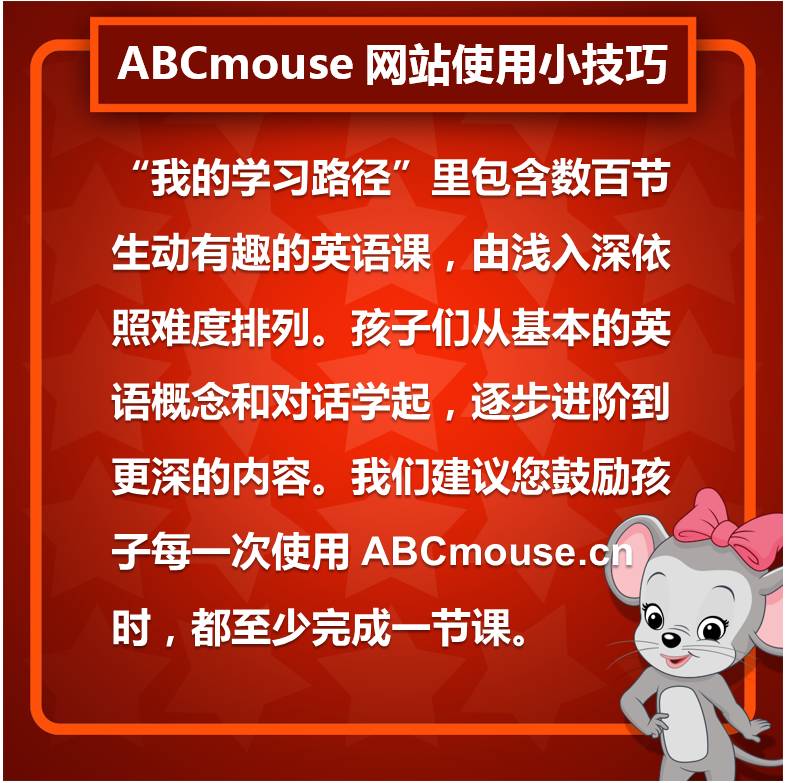 ABCmouse 网站使用小技巧
“我的学习路径”里包含数百节
生动有趣的英语课，由浅入深依
照难度排列。孩子们从基本的英
语概念和对话学起，逐步进阶到
更深的内容。我们建议您鼓励孩
子每一次使用 ABCmouse.cn
时，都至少完成一节课。